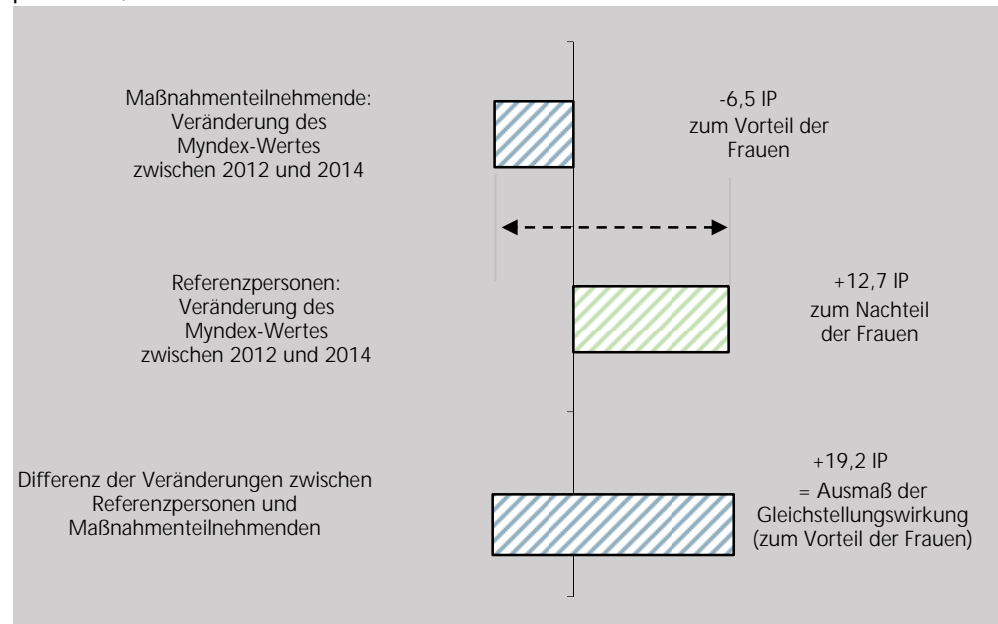 Maßnahmenteilnehmende:
Veränderung des
Myndex-Wertes
zwischen 2012 und 2014
-6,5 IP
zum Vorteil der
Frauen
Referenzpersonen:
Veränderung des
Myndex-Wertes
zwischen 2012 und 2014
+12,7 IP
zum Nachteil
der Frauen
Differenz der Veränderungen zwischen
Referenzpersonen und
Maßnahmenteilnehmenden
+19,2 IP
= Ausmaß der
Gleichstellungswirkung
(zum Vorteil der Frauen)